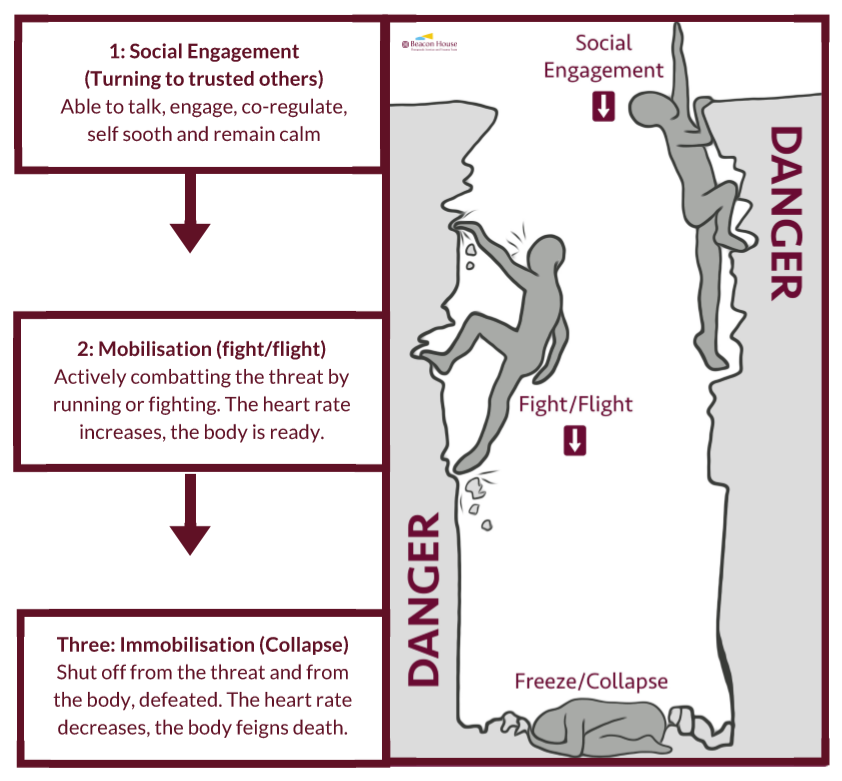 1: Social Engagement
(Turning to trusted others)
Able to talk, engage, co-regulate,
self sooth and remain calm
2: Mobilisation (fight/flight)
Actively combatting the threat by
running or fighting. The heart rate
increases, the body is ready.
Three: Immobilisation (Collapse)
Shut off from the threat and from
the body, defeated. The heart rate
decreases, the body feigns death.
Beacon House
Social
Engagement
DANGER
Fight/Flight
DANGER
Freeze/Collapse